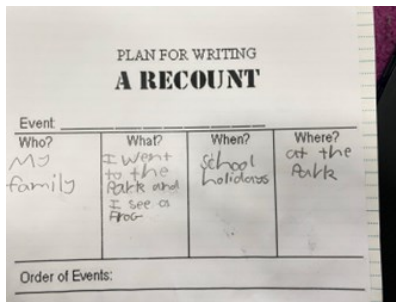 PLAN FOR WRITING
A RECOUNT
Event
Who?
My
family
What?
I went
to the
Park and
I see a
Frog
When?
School
holidays
Where?
at the
Park
Order of Events: